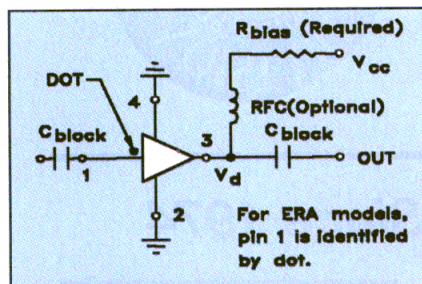 Rbias (Required)
Vcc
DOT
4
RFC(Optional)
Cblock
3
Cblock
1
Vd
OUT
2
For ERA models,
pin 1 is identified
by dot.